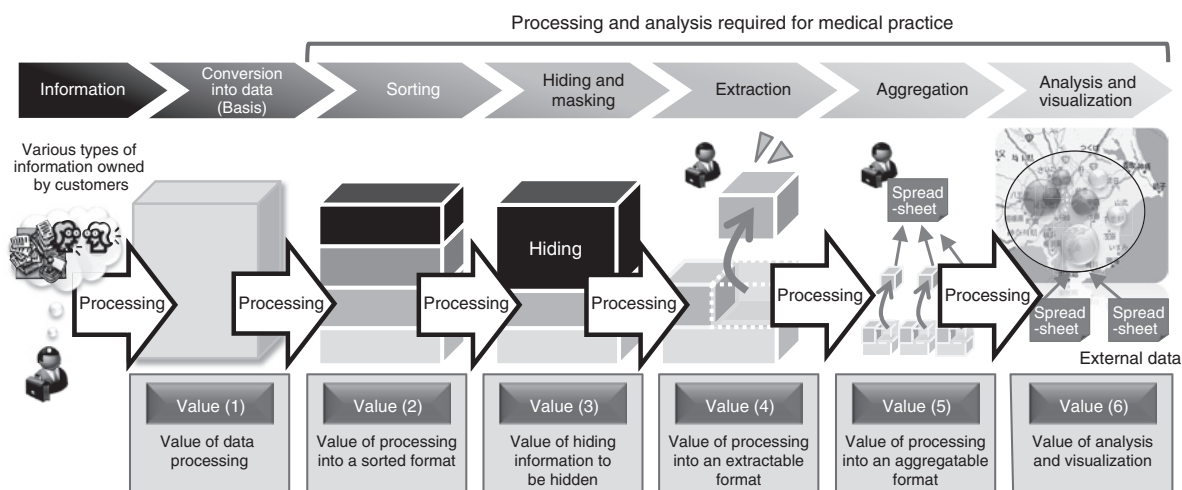 Processing and analysis required for medical practice
Information
Conversion
into data
(Basis)
Sorting
Hiding and
masking
Extraction
Aggregation
Analysis and
visualization
Various types of
information owned
by customers
Processing
Processing
Processing
Hiding
Processing
Processing
Spread
-sheet
Processing
つくば
Spread
-sheet
Spread
-sheet
External data
Value (1)
Value of data
processing
Value (2)
Value of processing
into a sorted format
Value (3)
Value of hiding
information to
be hidden
Value (4)
Value of processing
into an extractable
format
Value (5)
Value of processing
into an aggregatable
format
Value (6)
Value of analysis
and visualization